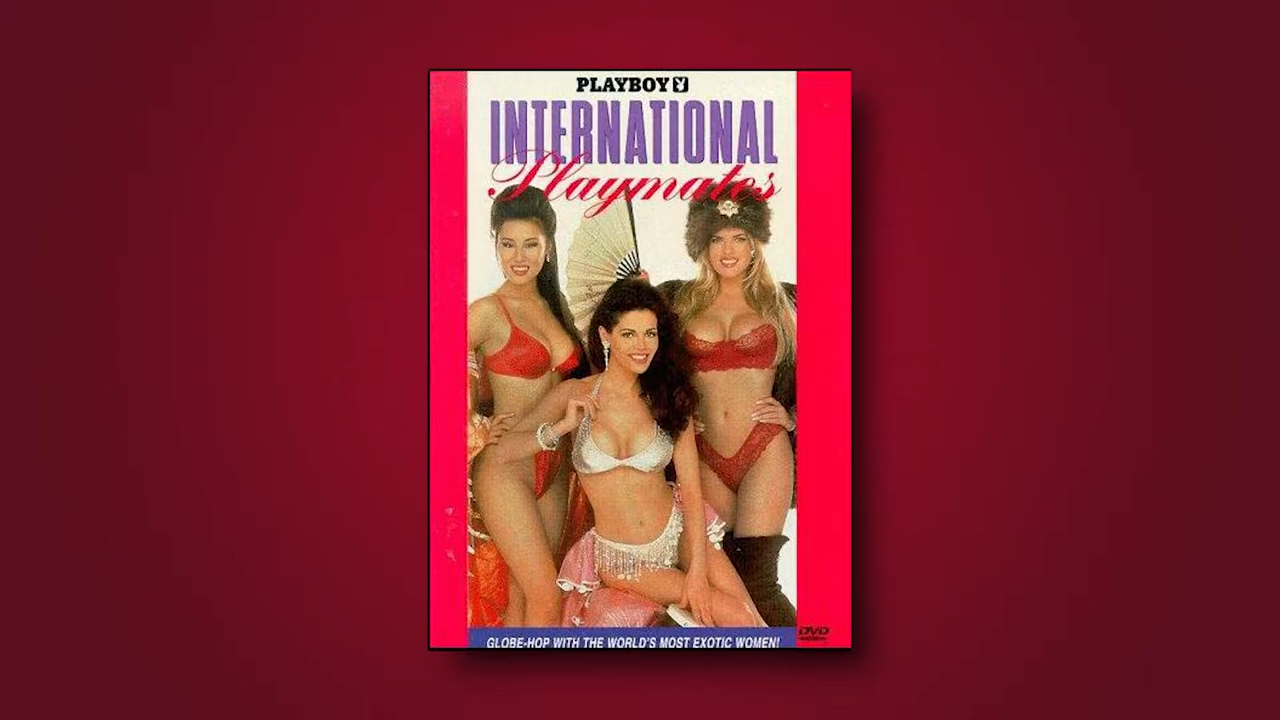 PLAYBOY
INTERNATIONAL
Playmates
GLOBE-HOP WITH THE WORLD'S MOST EXOTIC WOMEN!
DVD